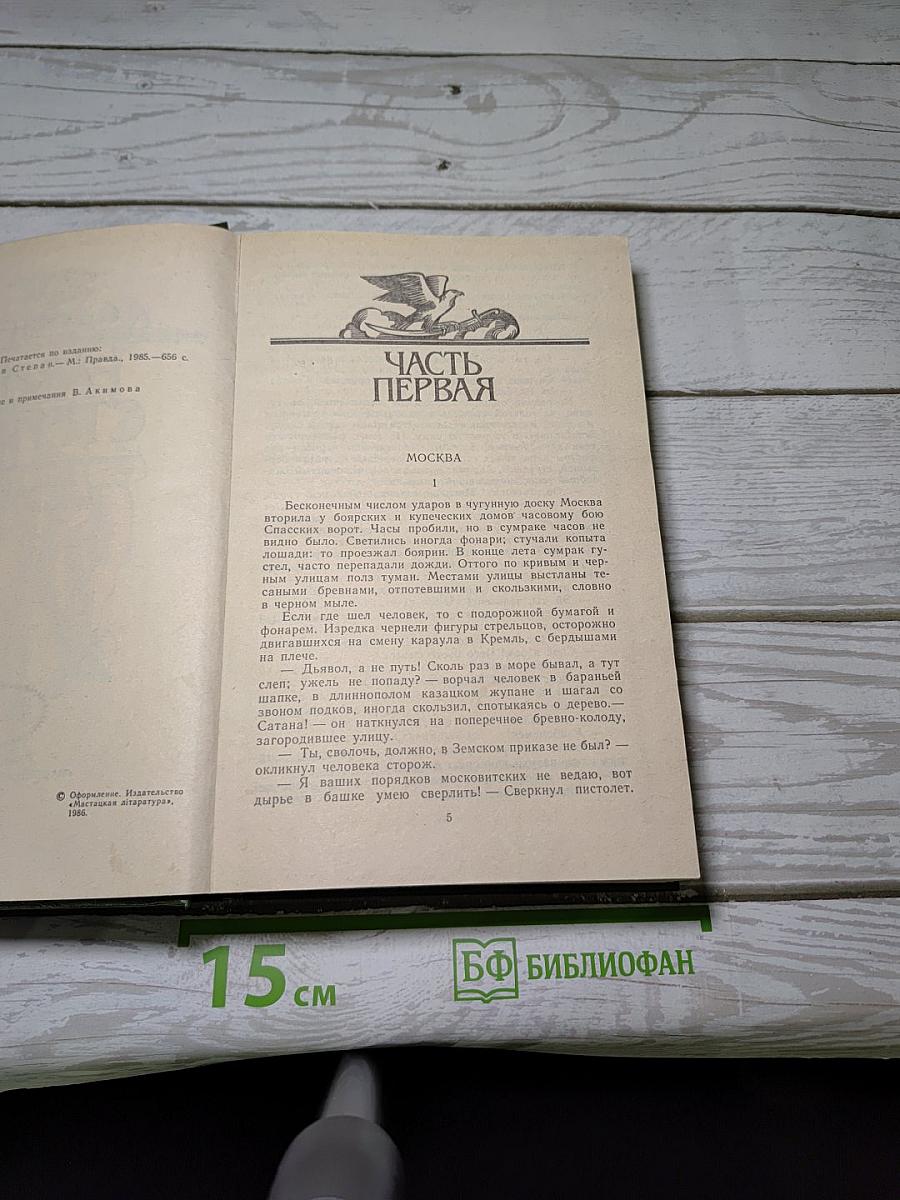 Печатается по изданию:
Степан.— М.: Правда., 1985.—656 с.
и примечания В. Акимова
© Оформление. Издательство
«Мастацкая літаратура»,
1986.
ЧАСТЬ
ПЕРВАЯ
МОСКВА
1
Бесконечным числом ударов в чугунную доску Москва
вторила у боярских и купеческих домов часовому бою
Спасских ворот. Часы пробили, но в сумраке часов не
видно было. Светились иногда фонари; стучали копыта
лошади: то проезжал боярин. В конце лета сумрак гу-
стел, часто перепадали дожди. Оттого по кривым и чер-
ным улицам полз туман. Местами улицы выстланы те-
саными бревнами, отпотевшими и скользкими, словно
в черном мыле.
Если где шел человек, то с подорожной бумагой и
фонарем. Изредка чернели фигуры стрельцов, осторожно
двигавшихся на смену караула в Кремль, с бердышами
на плече.
— Дьявол, а не путь! Сколь раз в море бывал, а тут
слеп; ужель не попаду? — ворчал человек в бараньей
шапке, в длиннополом казацком жупане и шагал со
звоном подков, иногда скользил, спотыкаясь о дерево.—
Сатана! — он наткнулся на поперечное бревно-колоду,
загородившее улицу.
— Ты, сволочь, должно, в Земском приказе не был? —
окликнул человека сторож.
— Я ваших порядков московитских не ведаю, вот
дырье в башке умею сверлить! — Сверкнул пистолет.
5
15 см
БФ БИБЛИОФАН